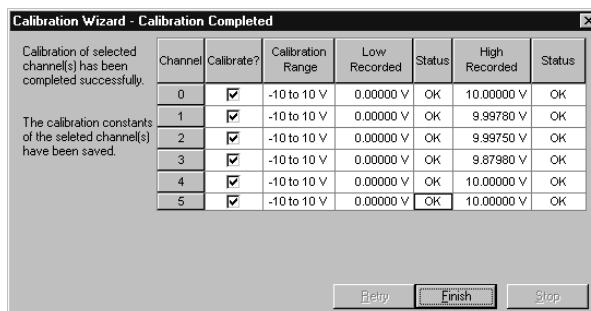 Calibration Wizard - Calibration Completed
Calibration of selected
channel(s) has been
completed successfully.
The calibration constants
of the seleted channel(s)
have been saved.
Channel Calibrate? Calibration Range Low Recorded Status High Recorded Status
0 -10 to 10 V 0.00000 V OK 10.00000 V OK
1 -10 to 10 V 0.00000 V OK 9.99780 V OK
2 -10 to 10 V 0.00000 V OK 9.99750 V OK
3 -10 to 10 V 0.00000 V OK 9.87980 V OK
4 -10 to 10 V 0.00000 V OK 10.00000 V OK
5 -10 to 10 V 0.00000 V OK 10.00000 V OK
Retry Finish Stop